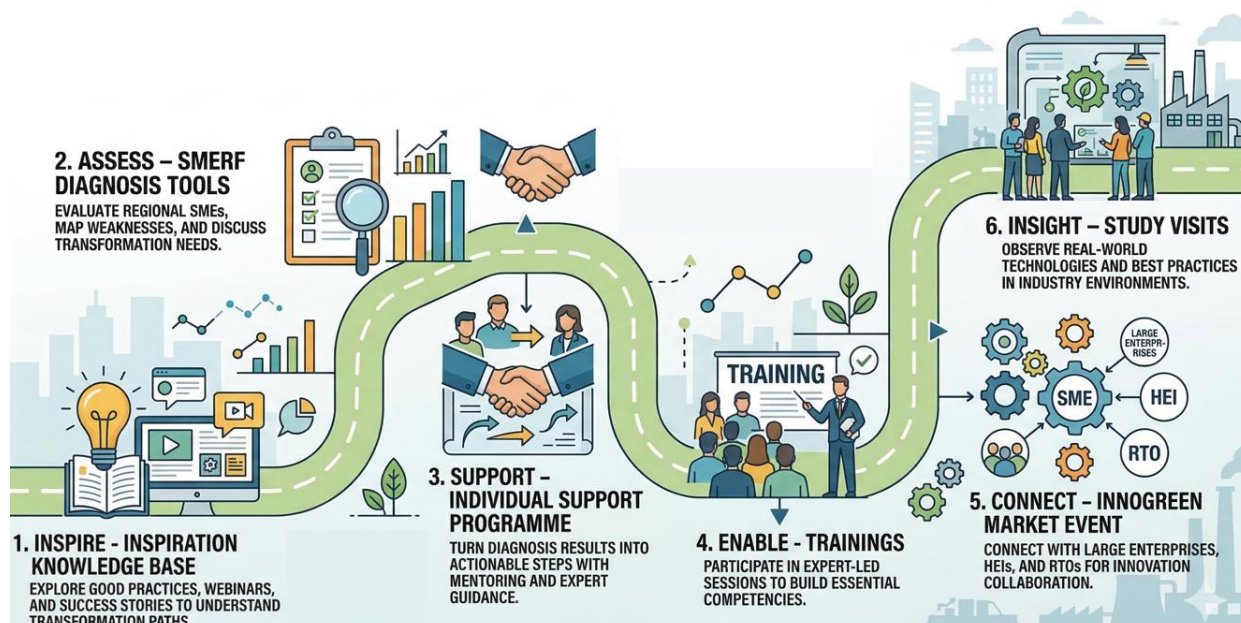 1. INSPIRE - INSPIRATION
KNOWLEDGE BASE
EXPLORE GOOD PRACTICES, WEBINARS,
AND SUCCESS STORIES TO UNDERSTAND
TRANSFORMATION PATHS
2. ASSESS – SMERF
DIAGNOSIS TOOLS
EVALUATE REGIONAL SMEs,
MAP WEAKNESSES, AND DISCUSS
TRANSFORMATION NEEDS.
3. SUPPORT –
INDIVIDUAL SUPPORT
PROGRAMME
TURN DIAGNOSIS RESULTS INTO
ACTIONABLE STEPS WITH
MENTORING AND EXPERT
GUIDANCE.
TRAINING
4. ENABLE - TRAININGS
PARTICIPATE IN EXPERT-LED
SESSIONS TO BUILD ESSENTIAL
COMPETENCIES.
LARGE
ENTERPR-
RISES
SME
HEI
RTO
5. CONNECT – INNOGREEN
MARKET EVENT
CONNECT WITH LARGE ENTERPRISES,
HEIs, AND RTOs FOR INNOVATION
COLLABORATION.
6. INSIGHT – STUDY VISITS
OBSERVE REAL-WORLD
TECHNOLOGIES AND BEST PRACTICES
IN INDUSTRY ENVIRONMENTS.